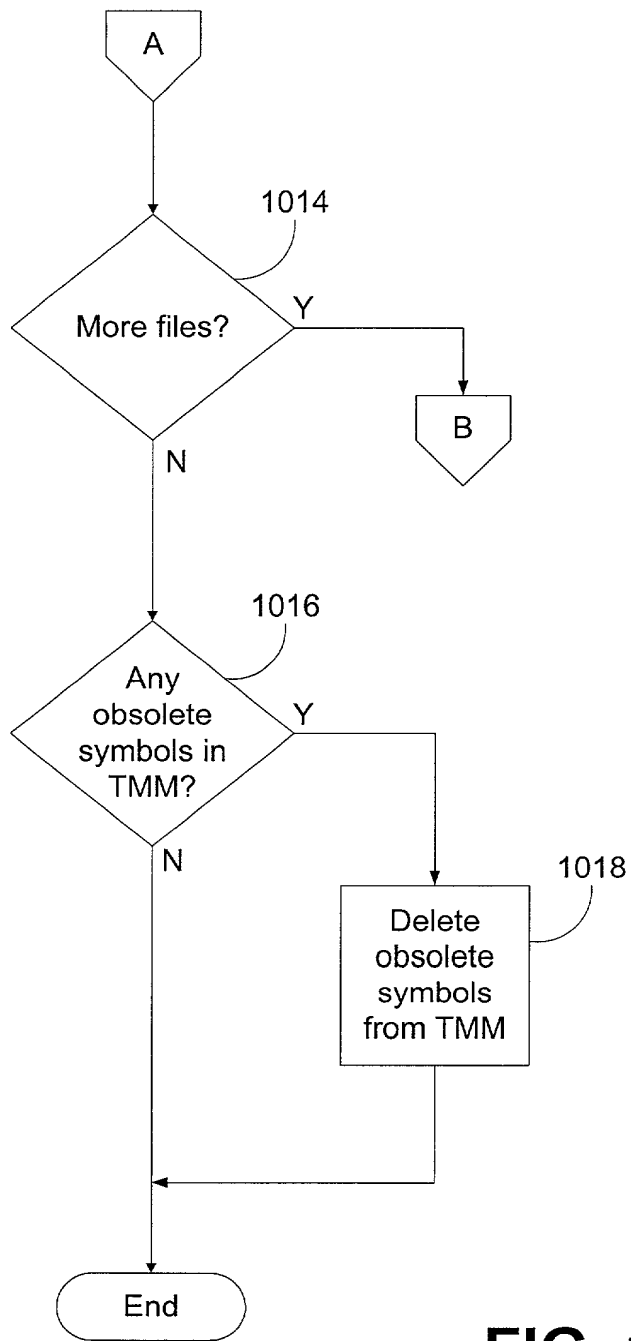 A
1014
More files?
Y
B
N
1016
Any
obsolete
symbols in
TMM?
Y
N
1018
Delete
obsolete
symbols
from TMM
End
FIG.